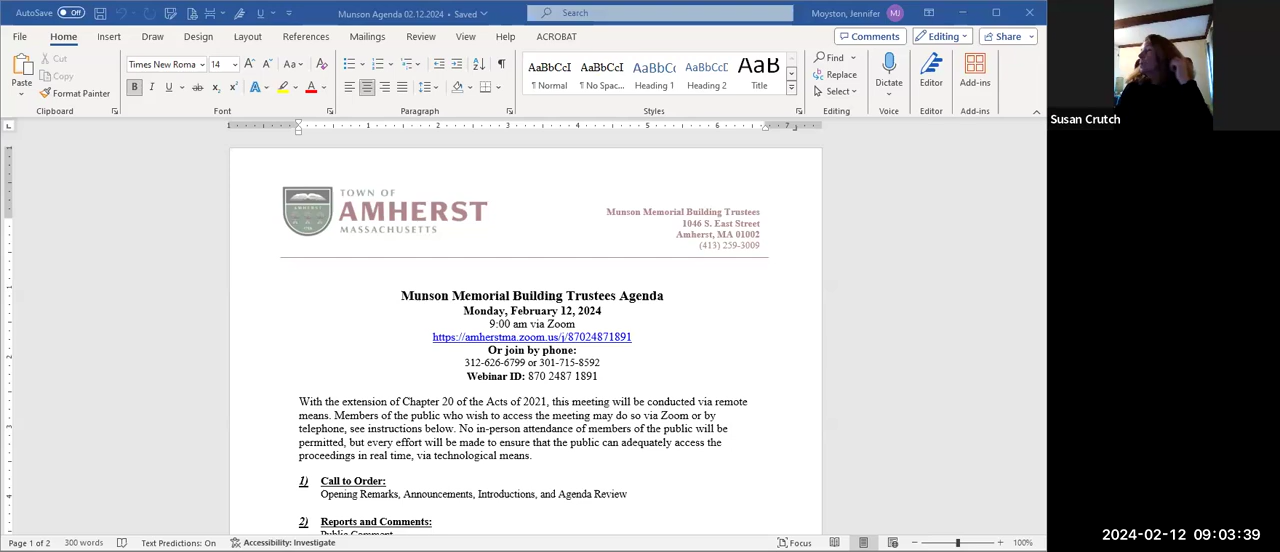 AutoSave Off
Munson Agenda 02.12.2024 • Saved
Search
Moyston, Jennifer
MJ
File Home Insert Draw Design Layout References Mailings Review View Help ACROBAT
Comments Editing Share
Paste
Cut
Copy
Format Painter
Clipboard
Times New Roma 14
Font
Paragraph
AaBbCcI AaBbCcI AaBbCc AaBbCcI AaB
¶ Normal ¶ No Spac... Heading 1 Heading 2 Title
Styles
Find
Replace
Select
Editing
Dictate
Voice
Editor
Editor
Add-ins
Add-ins
Susan Crutch
TOWN OF
AMHERST
MASSACHUSETTS
Munson Memorial Building Trustees
1046 S. East Street
Amherst, MA 01002
(413) 259-3009
Munson Memorial Building Trustees Agenda
Monday, February 12, 2024
9:00 am via Zoom
https://amherstma.zoom.us/j/87024871891
Or join by phone:
312-626-6799 or 301-715-8592
Webinar ID: 870 2487 1891
With the extension of Chapter 20 of the Acts of 2021, this meeting will be conducted via remote
means. Members of the public who wish to access the meeting may do so via Zoom or by
telephone, see instructions below. No in-person attendance of members of the public will be
permitted, but every effort will be made to ensure that the public can adequately access the
proceedings in real time, via technological means.
1) Call to Order:
Opening Remarks, Announcements, Introductions, and Agenda Review
2) Reports and Comments:
Public Comment
Page 1 of 2 300 words Text Predictions: On Accessibility: Investigate Focus 100%
2024-02-12 09:03:39